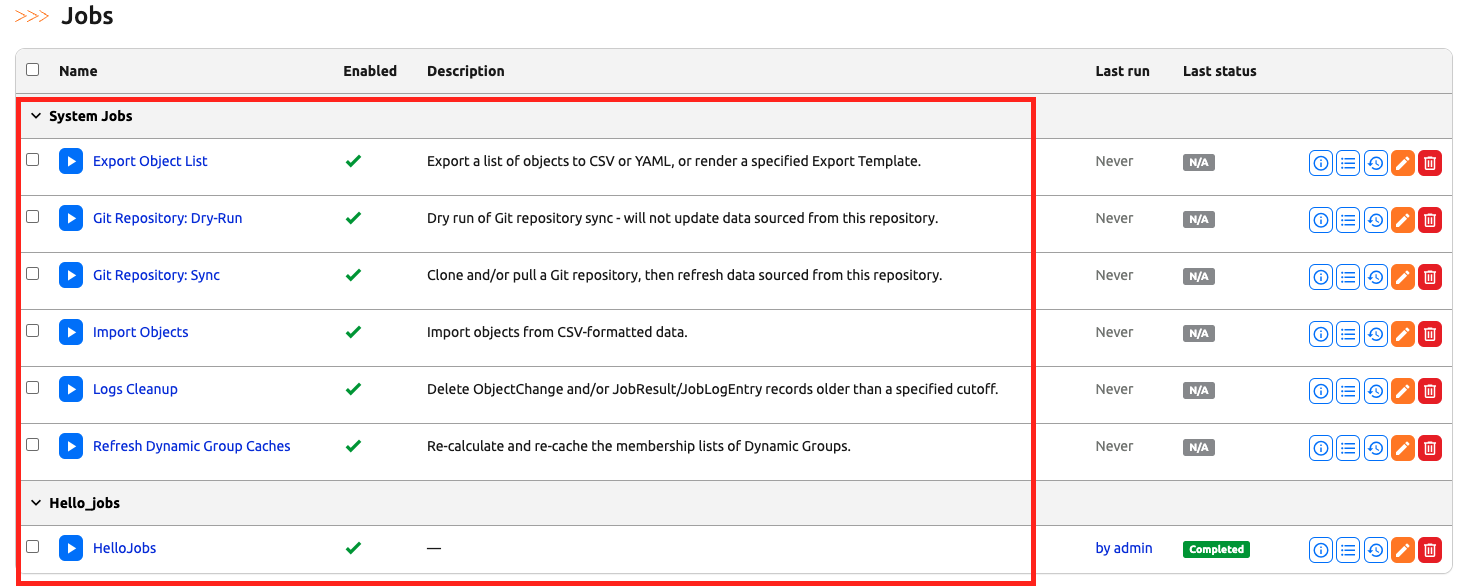 >>> Jobs
Name Enabled Description Last run Last status
System Jobs
Export Object List Export a list of objects to CSV or YAML, or render a specified Export Template. Never N/A
Git Repository: Dry-Run Dry run of Git repository sync - will not update data sourced from this repository. Never N/A
Git Repository: Sync Clone and/or pull a Git repository, then refresh data sourced from this repository. Never N/A
Import Objects Import objects from CSV-formatted data. Never N/A
Logs Cleanup Delete ObjectChange and/or JobResult/JobLogEntry records older than a specified cutoff. Never N/A
Refresh Dynamic Group Caches Re-calculate and re-cache the membership lists of Dynamic Groups. Never N/A
Hello_jobs
HelloJobs — by admin Completed